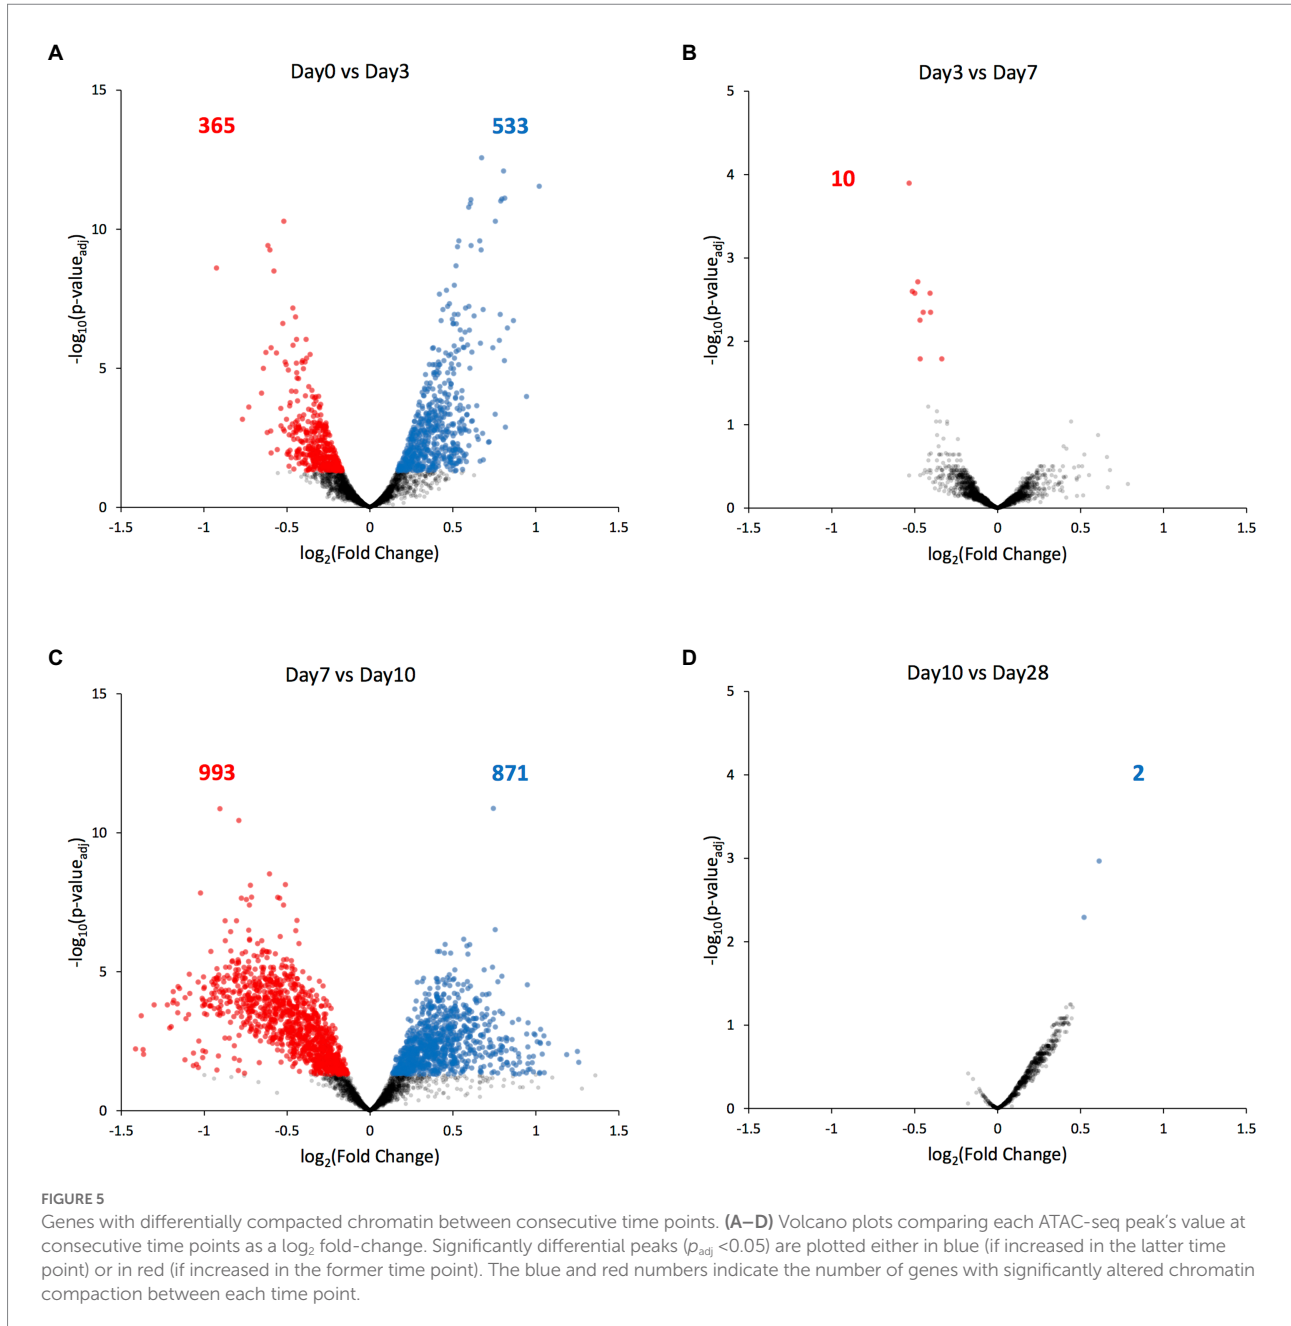 A
Day0 vs Day3
15
10
5
0
-log10(p-valueadj)
365
533
-1.5 -1 -0.5 0 0.5 1 1.5
log2(Fold Change)
B
Day3 vs Day7
5
4
3
2
1
0
-log10(p-valueadj)
10
-1.5 -1 -0.5 0 0.5 1 1.5
log2(Fold Change)
C
Day7 vs Day10
15
10
5
0
-log10(p-valueadj)
993
871
-1.5 -1 -0.5 0 0.5 1 1.5
log2(Fold Change)
D
Day10 vs Day28
5
4
3
2
1
0
-log10(p-valueadj)
2
-1.5 -1 -0.5 0 0.5 1 1.5
log2(Fold Change)
FIGURE 5
Genes with differentially compacted chromatin between consecutive time points. (A–D) Volcano plots comparing each ATAC-seq peak's value at
consecutive time points as a log2 fold-change. Significantly differential peaks (padj <0.05) are plotted either in blue (if increased in the latter time
point) or in red (if increased in the former time point). The blue and red numbers indicate the number of genes with significantly altered chromatin
compaction between each time point.